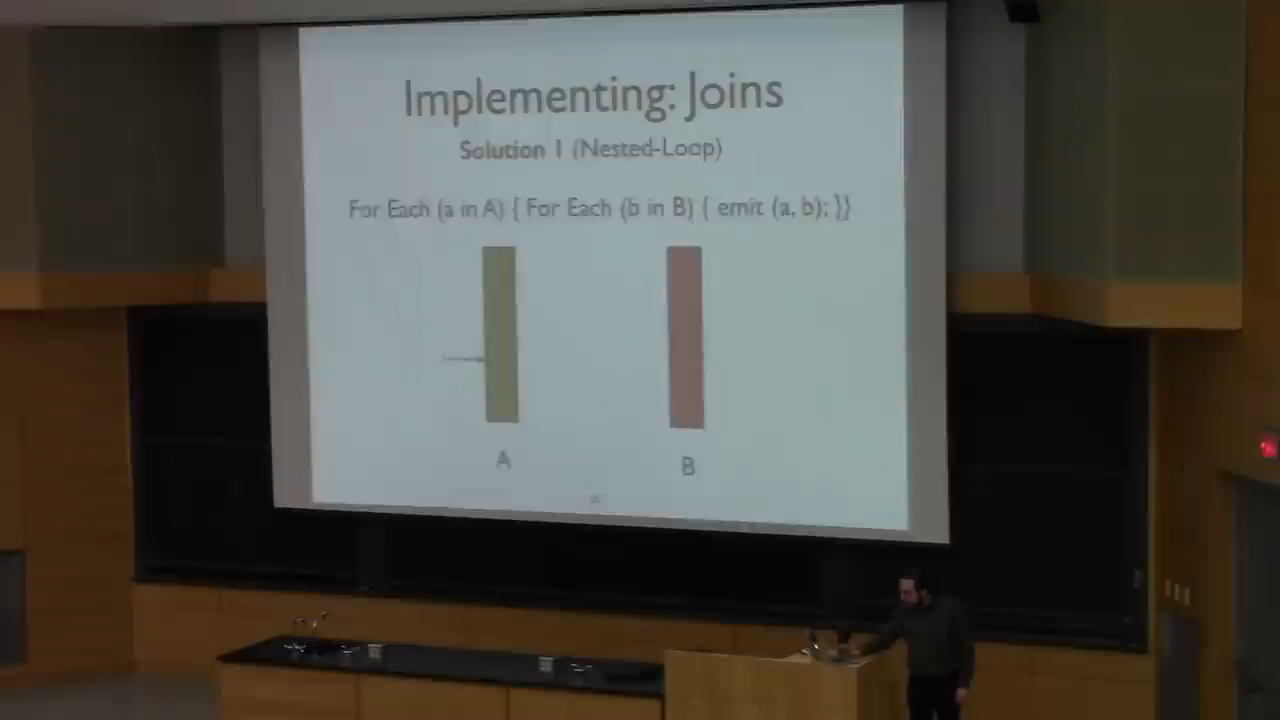 Implementing: Joins
Solution 1 (Nested-Loop)
For Each (a in A) { For Each (b in B) { emit (a, b); }}
A
B